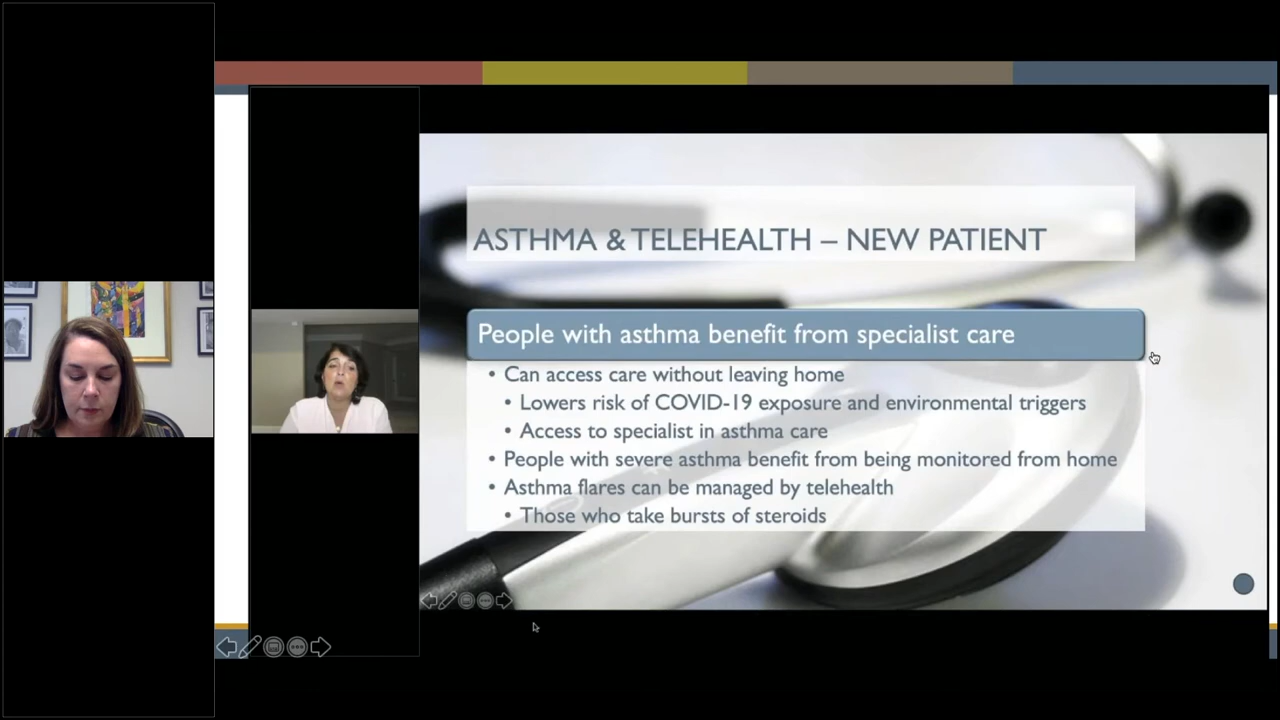 ASTHMA & TELEHEALTH – NEW PATIENT
People with asthma benefit from specialist care
• Can access care without leaving home
• Lowers risk of COVID-19 exposure and environmental triggers
• Access to specialist in asthma care
• People with severe asthma benefit from being monitored from home
• Asthma flares can be managed by telehealth
• Those who take bursts of steroids